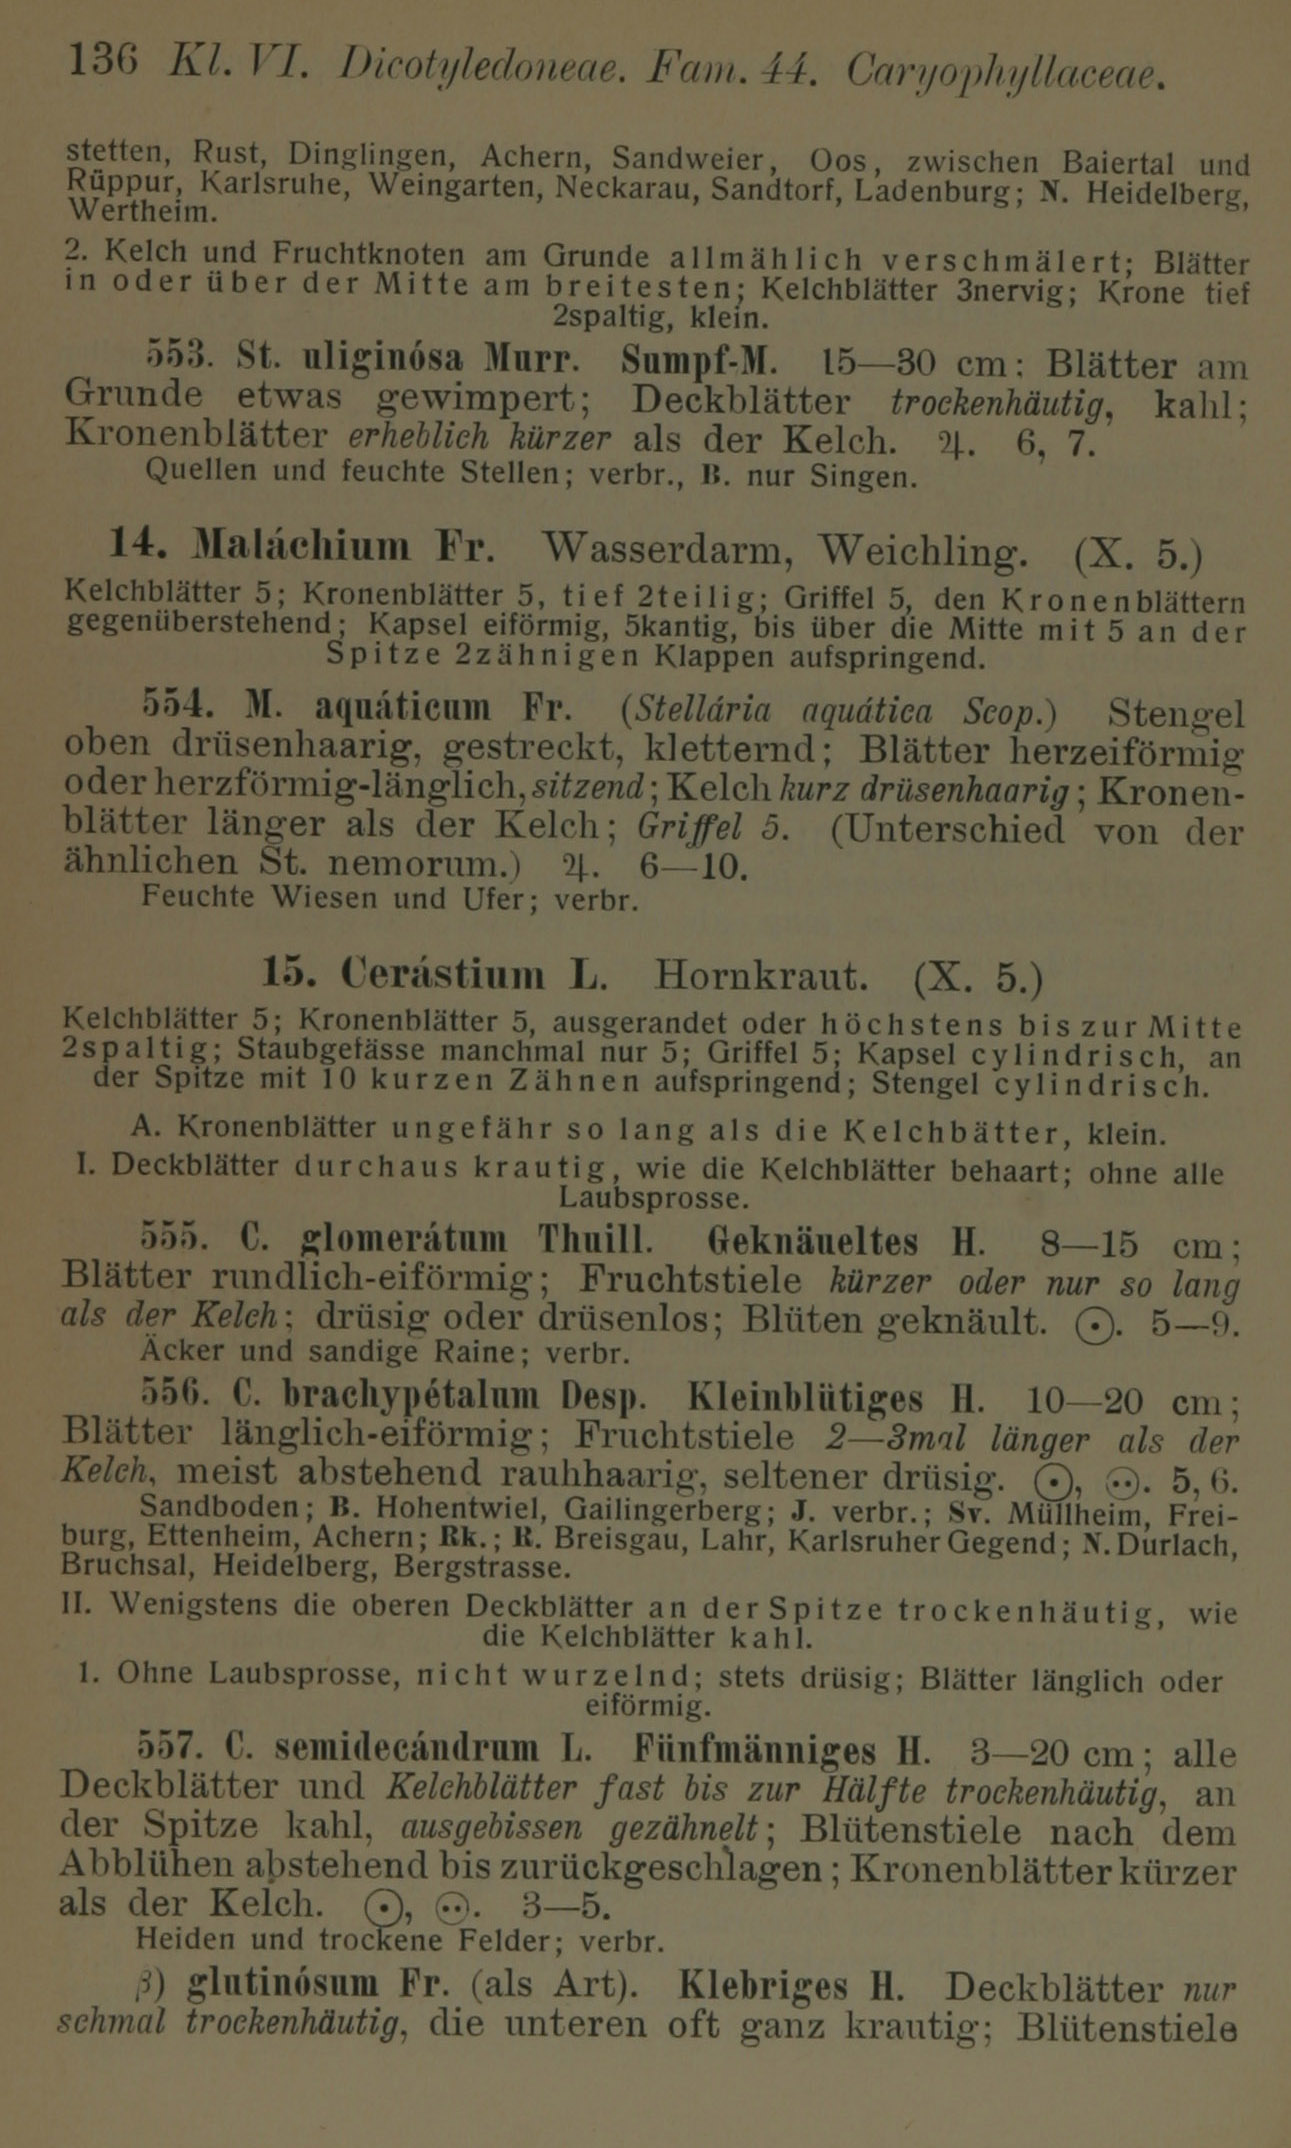 136 Kl. VI. Dicotyledoneae. Fam. 44. Caryophyllaceae.
stetten, Rust, Dinglingen, Achern, Sandweier, Oos, zwischen Baiertal und
Rüppur, Karlsruhe, Weingarten, Neckarau, Sandtorf, Ladenburg; N. Heidelberg,
Wertheim.
2. Kelch und Fruchtknoten am Grunde allmählich verschmälert; Blätter
in oder über der Mitte am breitesten; Kelchblätter 3nervig; Krone tief
2spaltig, klein.
553. St. uliginósa Murr. Sumpf-M. 15—30 cm; Blätter am
Grunde etwas gewimpert; Deckblätter trockenhäutig, kahl;
Kronenblätter erheblich kürzer als der Kelch. ♃. 6, 7.
Quellen und feuchte Stellen; verbr., B. nur Singen.
14. Maláchium Fr. Wasserdarm, Weichling. (X. 5.)
Kelchblätter 5; Kronenblätter 5, tief 2teilig; Griffel 5, den Kronenblättern
gegenüberstehend; Kapsel eiförmig, 5kantig, bis über die Mitte mit 5 an der
Spitze 2zähnigen Klappen aufspringend.
554. M. aquáticum Fr. (Stellária aquática Scop.) Stengel
oben drüsenhaarig, gestreckt, kletternd; Blätter herzeiförmig
oder herzförmig-länglich, sitzend; Kelch kurz drüsenhaarig; Kronen-
blätter länger als der Kelch; Griffel 5. (Unterschied von der
ähnlichen St. nemorum.) ♃. 6—10.
Feuchte Wiesen und Ufer; verbr.
15. Cerástium L. Hornkraut. (X. 5.)
Kelchblätter 5; Kronenblätter 5, ausgerandet oder höchstens bis zur Mitte
2spaltig; Staubgefässe manchmal nur 5; Griffel 5; Kapsel cylindrisch, an
der Spitze mit 10 kurzen Zähnen aufspringend; Stengel cylindrisch.
A. Kronenblätter ungefähr so lang als die Kelchbätter, klein.
I. Deckblätter durchaus krautig, wie die Kelchblätter behaart; ohne alle
Laubsprosse.
555. C. glomerátum Thuill. Geknäueltes H. 8—15 cm;
Blätter rundlich-eiförmig; Fruchtstiele kürzer oder nur so lang
als der Kelch; drüsig oder drüsenlos; Blüten geknäult. ⊙. 5—9.
Äcker und sandige Raine; verbr.
556. C. brachypétalum Desp. Kleinblütiges H. 10—20 cm;
Blätter länglich-eiförmig; Fruchtstiele 2—3mal länger als der
Kelch, meist abstehend rauhhaarig, seltener drüsig. ⊙, ⚇. 5, 6.
Sandboden; B. Hohentwiel, Gailingerberg; J. verbr.; Sv. Müllheim, Frei-
burg, Ettenheim, Achern; Rk.; R. Breisgau, Lahr, Karlsruher Gegend; N. Durlach,
Bruchsal, Heidelberg, Bergstrasse.
II. Wenigstens die oberen Deckblätter an der Spitze trockenhäutig, wie
die Kelchblätter kahl.
1. Ohne Laubsprosse, nicht wurzelnd; stets drüsig; Blätter länglich oder
eiförmig.
557. C. semidecándrum L. Fünfmänniges H. 3—20 cm; alle
Deckblätter und Kelchblätter fast bis zur Hälfte trockenhäutig, an
der Spitze kahl, ausgebissen gezähnelt; Blütenstiele nach dem
Abblühen abstehend bis zurückgeschlagen; Kronenblätter kürzer
als der Kelch. ⊙, ⚇. 3—5.
Heiden und trockene Felder; verbr.
β) glutinósum Fr. (als Art). Klebriges H. Deckblätter nur
schmal trockenhäutig, die unteren oft ganz krautig; Blütenstiele